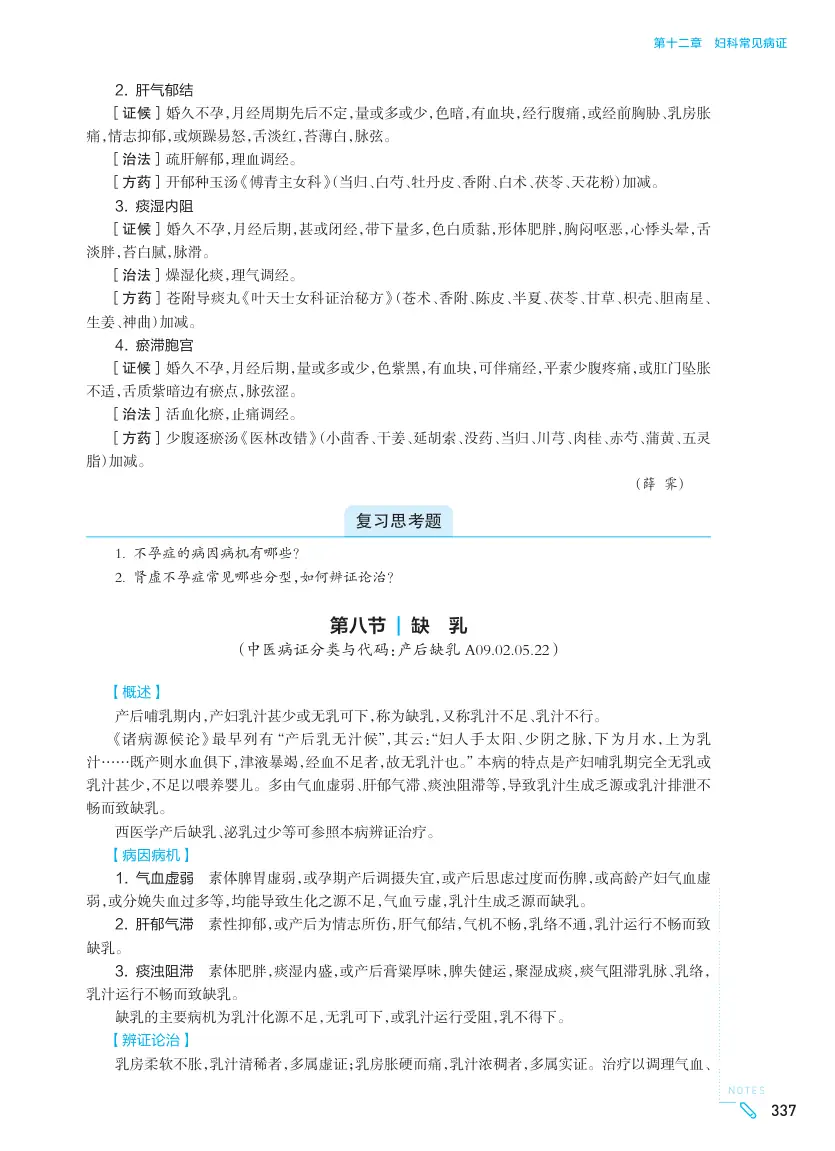 第十二章 妇科常见病证
2. 肝气郁结
［证候］婚久不孕,月经周期先后不定,量或多或少,色暗,有血块,经行腹痛,或经前胸胁、乳房胀
痛,情志抑郁,或烦躁易怒,舌淡红,苔薄白,脉弦。
［治法］疏肝解郁,理血调经。
［方药］开郁种玉汤《傅青主女科》(当归、白芍、牡丹皮、香附、白术、茯苓、天花粉)加减。
3. 痰湿内阻
［证候］婚久不孕,月经后期,甚或闭经,带下量多,色白质黏,形体肥胖,胸闷呕恶,心悸头晕,舌
淡胖,苔白腻,脉滑。
［治法］燥湿化痰,理气调经。
［方药］苍附导痰丸《叶天士女科证治秘方》(苍术、香附、陈皮、半夏、茯苓、甘草、枳壳、胆南星、
生姜、神曲)加减。
4. 瘀滞胞宫
［证候］婚久不孕,月经后期,量或多或少,色紫黑,有血块,可伴痛经,平素少腹疼痛,或肛门坠胀
不适,舌质紫暗边有瘀点,脉弦涩。
［治法］活血化瘀,止痛调经。
［方药］少腹逐瘀汤《医林改错》(小茴香、干姜、延胡索、没药、当归、川芎、肉桂、赤芍、蒲黄、五灵
脂)加减。
(薛 霁)
复习思考题
1. 不孕症的病因病机有哪些?
2. 肾虚不孕症常见哪些分型,如何辨证论治?
第八节 | 缺 乳
(中医病证分类与代码:产后缺乳 A09.02.05.22)
【概述】
产后哺乳期内,产妇乳汁甚少或无乳可下,称为缺乳,又称乳汁不足、乳汁不行。
《诸病源候论》最早列有“产后乳无汁候”,其云:“妇人手太阳、少阴之脉,下为月水,上为乳
汁……既产则水血俱下,津液暴竭,经血不足者,故无乳汁也。”本病的特点是产妇哺乳期完全无乳或
乳汁甚少,不足以喂养婴儿。多由气血虚弱、肝郁气滞、痰浊阻滞等,导致乳汁生成乏源或乳汁排泄不
畅而致缺乳。
西医学产后缺乳、泌乳过少等可参照本病辨证治疗。
【病因病机】
1. 气血虚弱 素体脾胃虚弱,或孕期产后调摄失宜,或产后思虑过度而伤脾,或高龄产妇气血虚
弱,或分娩失血过多等,均能导致生化之源不足,气血亏虚,乳汁生成乏源而缺乳。
2. 肝郁气滞 素性抑郁,或产后为情志所伤,肝气郁结,气机不畅,乳络不通,乳汁运行不畅而致
缺乳。
3. 痰浊阻滞 素体肥胖,痰湿内盛,或产后膏粱厚味,脾失健运,聚湿成痰,痰气阻滞乳脉、乳络,
乳汁运行不畅而致缺乳。
缺乳的主要病机为乳汁化源不足,无乳可下,或乳汁运行受阻,乳不得下。
【辨证论治】
乳房柔软不胀,乳汁清稀者,多属虚证;乳房胀硬而痛,乳汁浓稠者,多属实证。治疗以调理气血、
NOTES
337